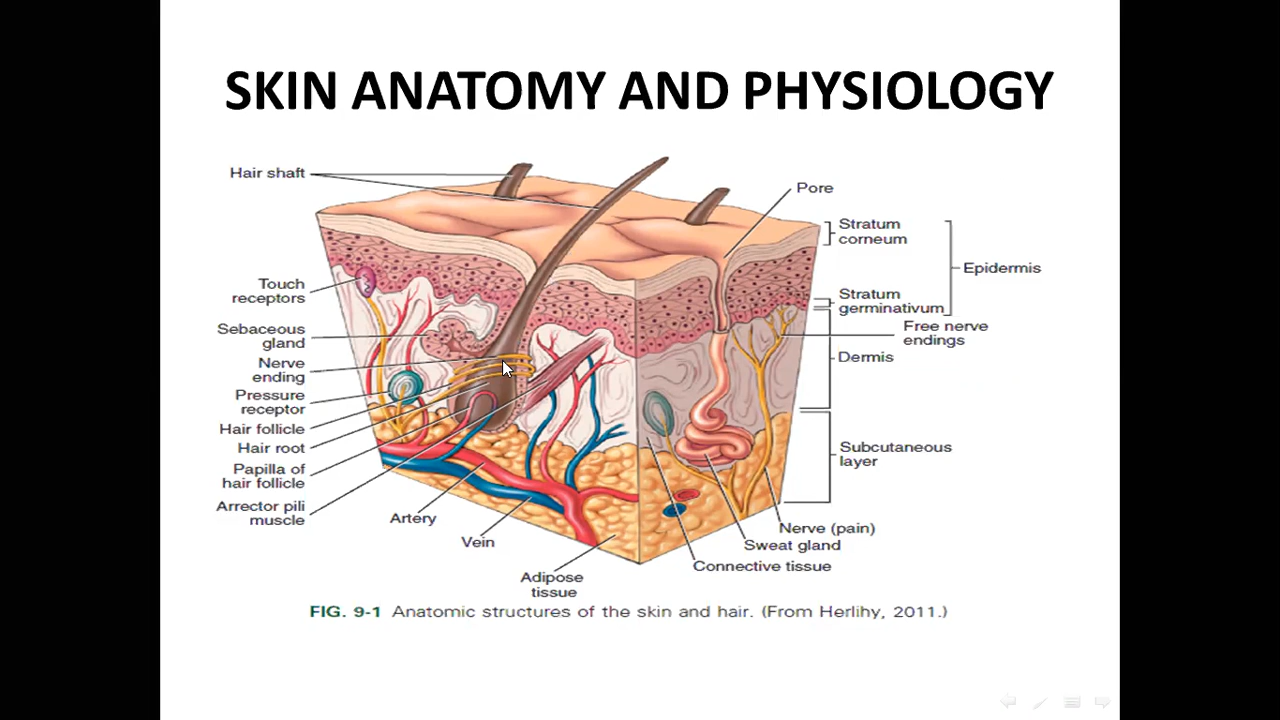 SKIN ANATOMY AND PHYSIOLOGY
Hair shaft
Pore
Stratum
corneum
Epidermis
Stratum
germinativum
Free nerve
endings
Dermis
Subcutaneous
layer
Touch
receptors
Sebaceous
gland
Nerve
ending
Pressure
receptor
Hair follicle
Hair root
Papilla of
hair follicle
Arrector pili
muscle
Artery
Vein
Adipose
tissue
Nerve (pain)
Sweat gland
Connective tissue
FIG. 9-1 Anatomic structures of the skin and hair. (From Herlihy, 2011.)